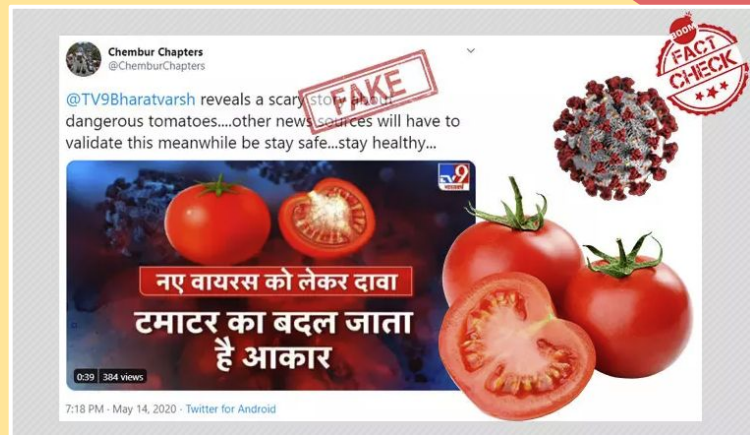 BOOM
FACT
CHECK
Chembur Chapters
@ChemburChapters
FAKE
@TV9Bharatvarsh reveals a scary story about
dangerous tomatoes....other news sources will have to
validate this meanwhile be stay safe...stay healthy...
TV9
भारतवर्ष
नए वायरस को लेकर दावा
टमाटर का बदल जाता
है आकार
0:39 384 views
7:18 PM · May 14, 2020 · Twitter for Android